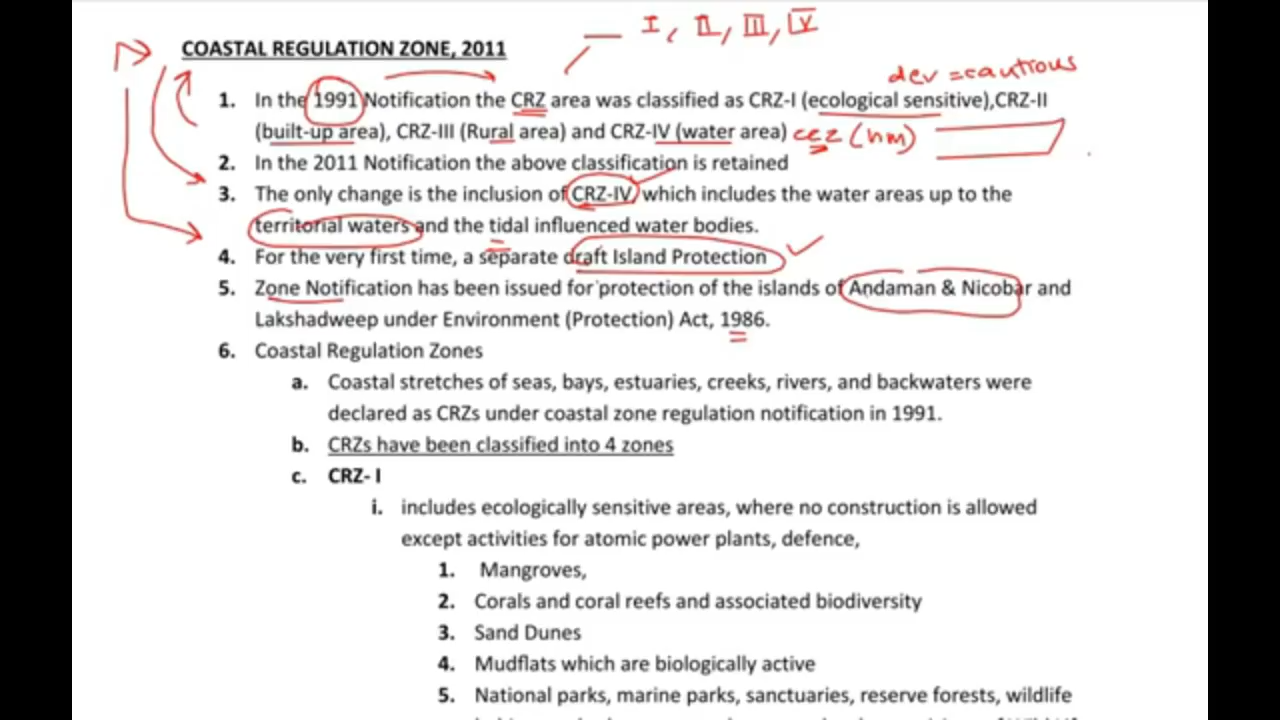 I, II, III, IV
COASTAL REGULATION ZONE, 2011
dev = cautious
1. In the 1991 Notification the CRZ area was classified as CRZ-I (ecological sensitive),CRZ-II
(built-up area), CRZ-III (Rural area) and CRZ-IV (water area) (nm)
2. In the 2011 Notification the above classification is retained
3. The only change is the inclusion of CRZ-IV, which includes the water areas up to the
territorial waters and the tidal influenced water bodies.
4. For the very first time, a separate draft Island Protection
5. Zone Notification has been issued for protection of the islands of Andaman & Nicobar and
Lakshadweep under Environment (Protection) Act, 1986.
6. Coastal Regulation Zones
a. Coastal stretches of seas, bays, estuaries, creeks, rivers, and backwaters were
declared as CRZs under coastal zone regulation notification in 1991.
b. CRZs have been classified into 4 zones
c. CRZ- I
i. includes ecologically sensitive areas, where no construction is allowed
except activities for atomic power plants, defence,
1. Mangroves,
2. Corals and coral reefs and associated biodiversity
3. Sand Dunes
4. Mudflats which are biologically active
5. National parks, marine parks, sanctuaries, reserve forests, wildlife